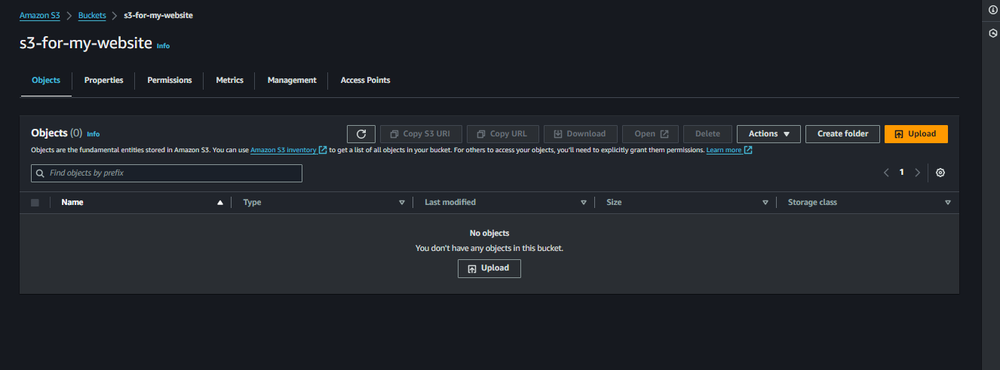 Amazon S3 > Buckets > s3-for-my-website
s3-for-my-website Info
Objects Properties Permissions Metrics Management Access Points
Objects (0) Info Copy S3 URI Copy URL Download Open Delete Actions Create folder Upload
Objects are the fundamental entities stored in Amazon S3. You can use Amazon S3 inventory to get a list of all objects in your bucket. For others to access your objects, you'll need to explicitly grant them permissions. Learn more
Find objects by prefix 1
Name Type Last modified Size Storage class
No objects
You don't have any objects in this bucket.
Upload